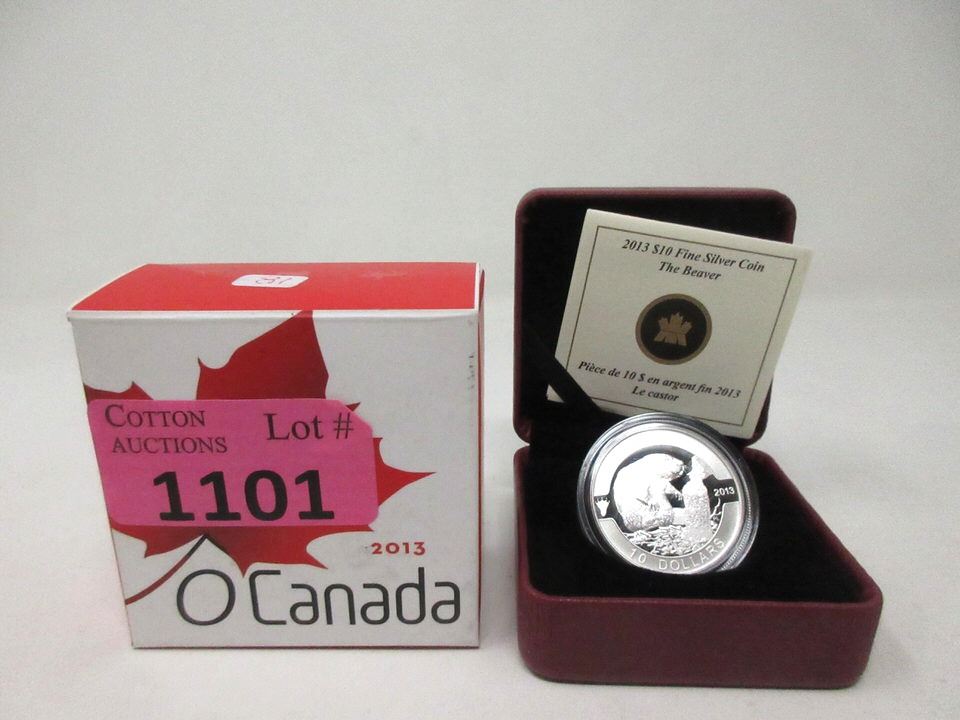 COTTON
AUCTIONS
Lot #
1101
2013
O Canada
2013 $10 Fine Silver Coin
The Beaver
Pièce de 10 $ en argent fin 2013
Le castor
2013
10 DOLLARS